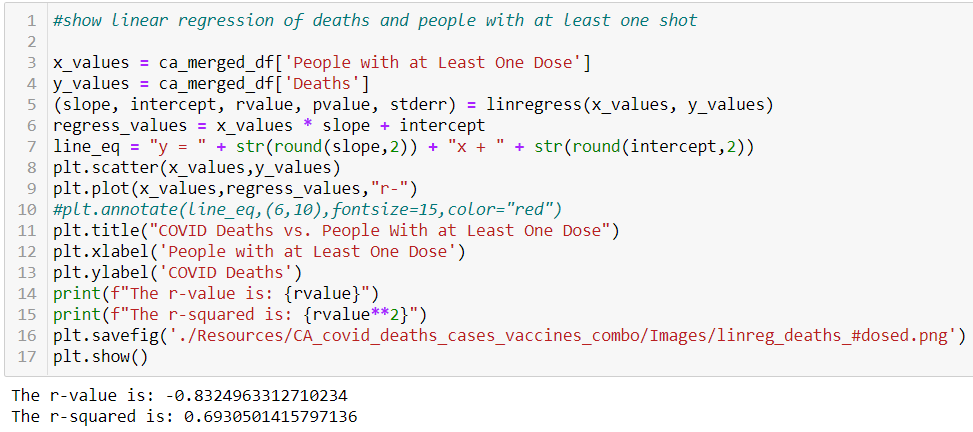 1 #show linear regression of deaths and people with at least one shot
2
3 x_values = ca_merged_df['People with at Least One Dose']
4 y_values = ca_merged_df['Deaths']
5 (slope, intercept, rvalue, pvalue, stderr) = linregress(x_values, y_values)
6 regress_values = x_values * slope + intercept
7 line_eq = "y = " + str(round(slope,2)) + "x + " + str(round(intercept,2))
8 plt.scatter(x_values,y_values)
9 plt.plot(x_values,regress_values,"r-")
10 #plt.annotate(line_eq,(6,10),fontsize=15,color="red")
11 plt.title("COVID Deaths vs. People With at Least One Dose")
12 plt.xlabel('People with at Least One Dose')
13 plt.ylabel('COVID Deaths')
14 print(f"The r-value is: {rvalue}")
15 print(f"The r-squared is: {rvalue**2}")
16 plt.savefig('./Resources/CA_covid_deaths_cases_vaccines_combo/Images/linreg_deaths_#dosed.png')
17 plt.show()
The r-value is: -0.8324963312710234
The r-squared is: 0.6930501415797136